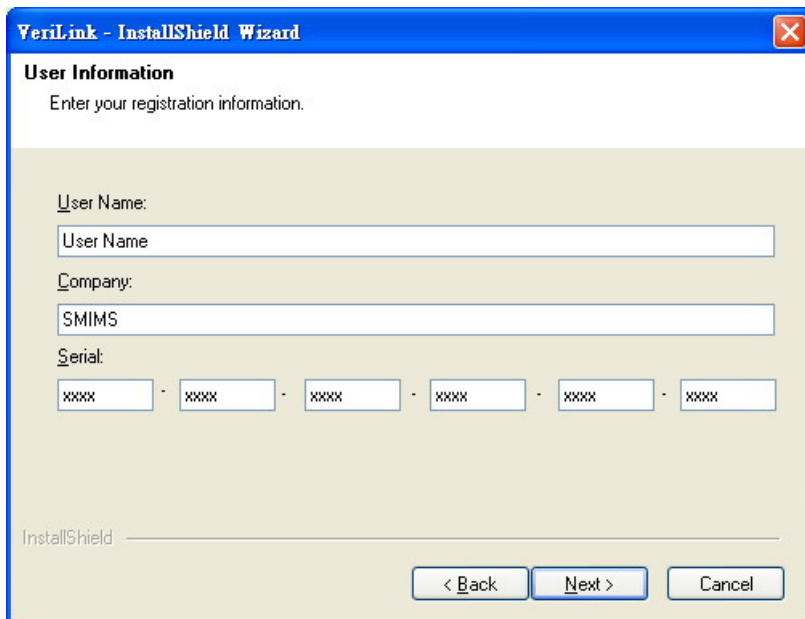 VeriLink - InstallShield Wizard
User Information
Enter your registration information.
User Name:
User Name
Company:
SMIMS
Serial:
xxxx - xxxx - xxxx - xxxx - xxxx - xxxx
InstallShield
< Back Next > Cancel